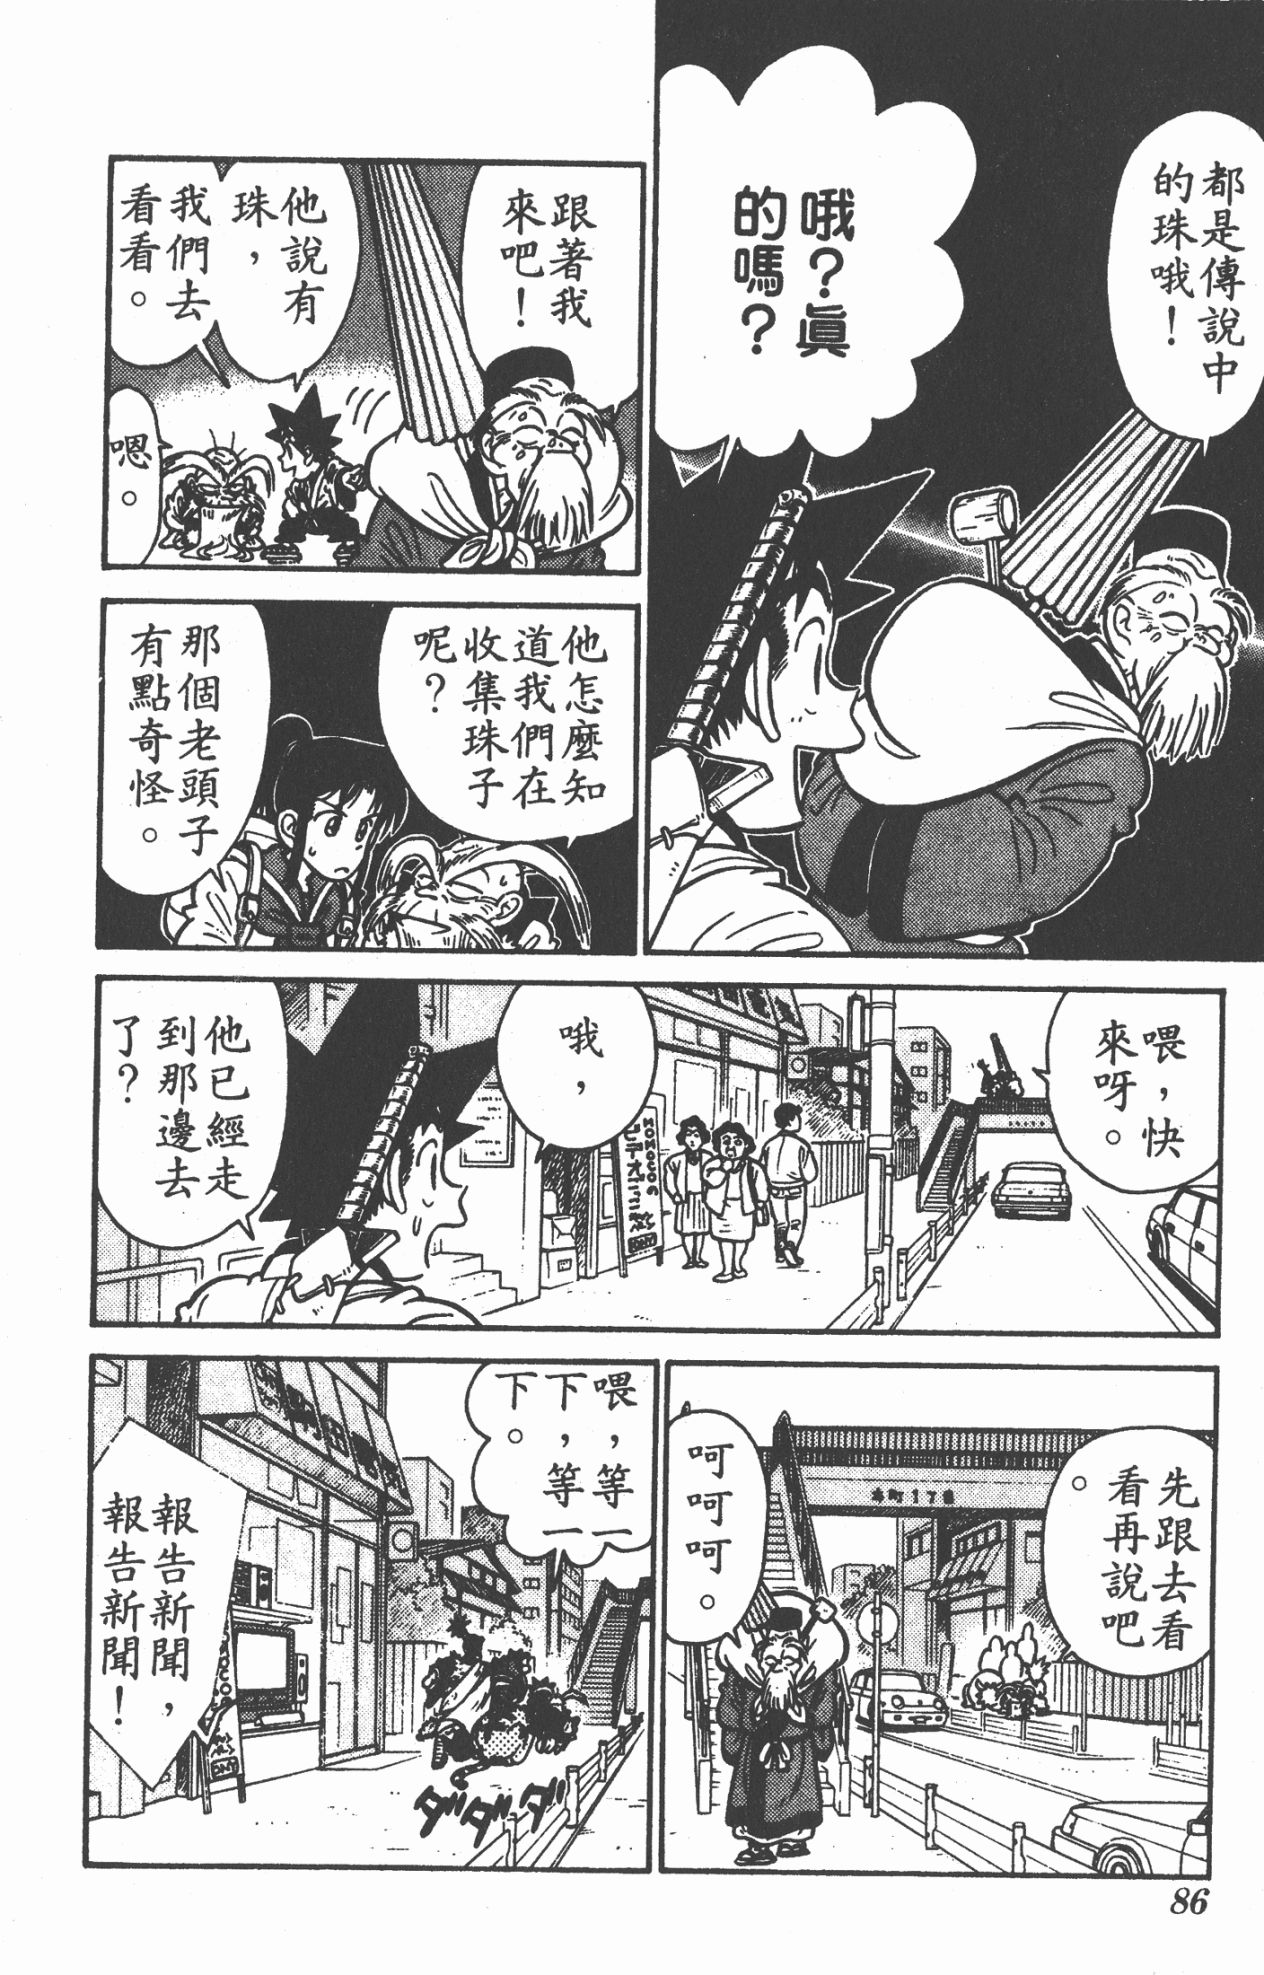 都是傳說中
的珠哦！
哦？真
的嗎？
跟著我
來吧！
他說有
珠，
我們去
看看。
嗯。
他怎麼知
道我們在
收集珠子
呢？
那個老頭子
有點奇怪。
喂，快
來呀。
哦，
他已經走
到那邊去
了？
先跟去看
看再說吧
。
呵呵呵。
喂，等一
下，等一
下。
報告新聞，
報告新聞！
ダダダ
86